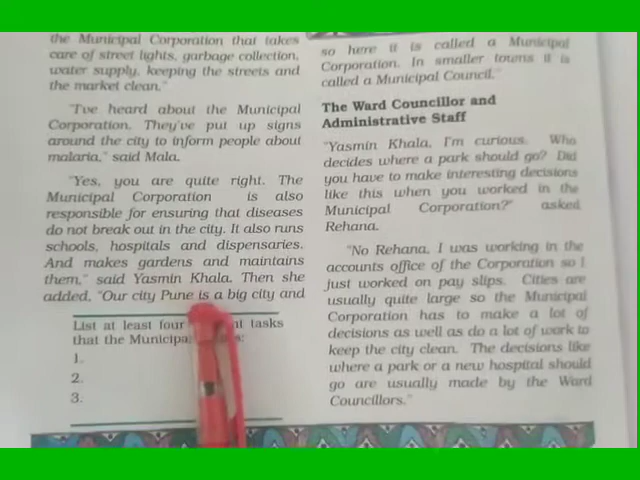 the Municipal Corporation that takes
care of street lights, garbage collection,
water supply, keeping the streets and
the market clean."
"I've heard about the Municipal
Corporation. They've put up signs
around the city to inform people about
malaria," said Mala.
"Yes, you are quite right. The
Municipal Corporation is also
responsible for ensuring that diseases
do not break out in the city. It also runs
schools, hospitals and dispensaries.
And makes gardens and maintains
them," said Yasmin Khala. Then she
added, "Our city Pune is a big city and
List at least four tasks
that the Municipa
1.
2.
3.
so here it is called a Municipal
Corporation. In smaller towns it is
called a Municipal Council."
The Ward Councillor and
Administrative Staff
"Yasmin Khala, I'm curious. Who
decides where a park should go? Did
you have to make interesting decisions
like this when you worked in the
Municipal Corporation?" asked
Rehana.
"No Rehana, I was working in the
accounts office of the Corporation so I
just worked on pay slips. Cities are
usually quite large so the Municipal
Corporation has to make a lot of
decisions as well as do a lot of work to
keep the city clean. The decisions like
where a park or a new hospital should
go are usually made by the Ward
Councillors."